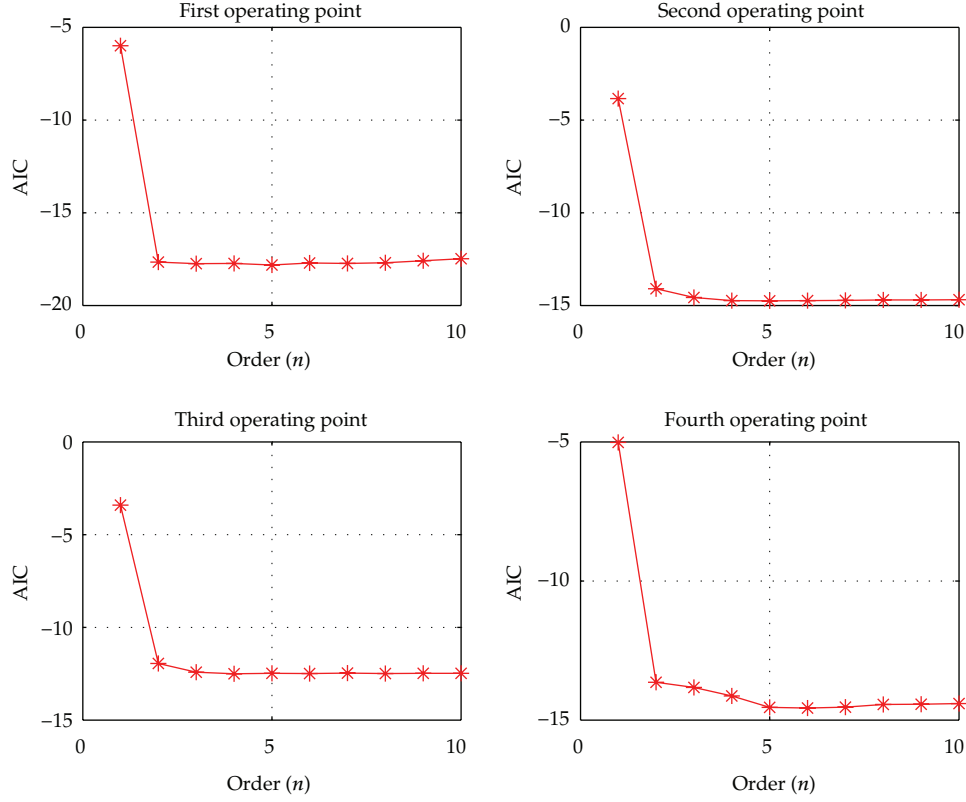 First operating point
−5
−10
−15
−20
AIC
0
5
10
Order (n)
Second operating point
0
−5
−10
−15
AIC
0
5
10
Order (n)
Third operating point
0
−5
−10
−15
AIC
0
5
10
Order (n)
Fourth operating point
−5
−10
−15
AIC
0
5
10
Order (n)